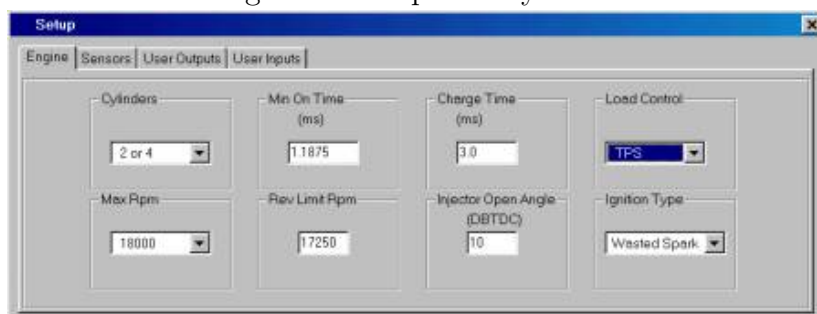 Setup
Engine Sensors User Outputs User Inputs
Cylinders
2 or 4
Min On Time
(ms)
1.1875
Charge Time
(ms)
3.0
Load Control
TPS
Max Rpm
18000
Rev Limit Rpm
17250
Injector Open Angle
(DBTDC)
10
Ignition Type
Wasted Spark